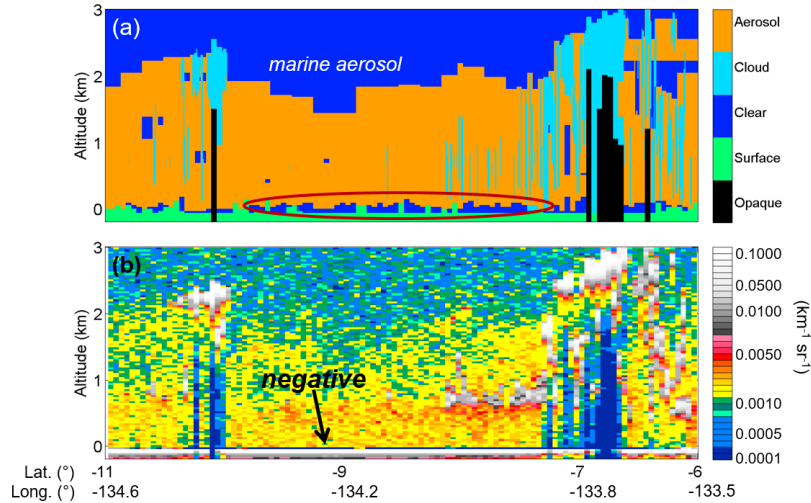 (a)
marine aerosol
3
2
1
0
Altitude (km)
Aerosol
Cloud
Clear
Surface
Opaque
(b)
negative
3
2
1
0
Altitude (km)
0.1000
0.0500
0.0100
0.0050
0.0010
0.0005
0.0001
(km-1 sr-1)
Lat. (°) -11 -9 -7 -6
Long. (°) -134.6 -134.2 -133.8 -133.5